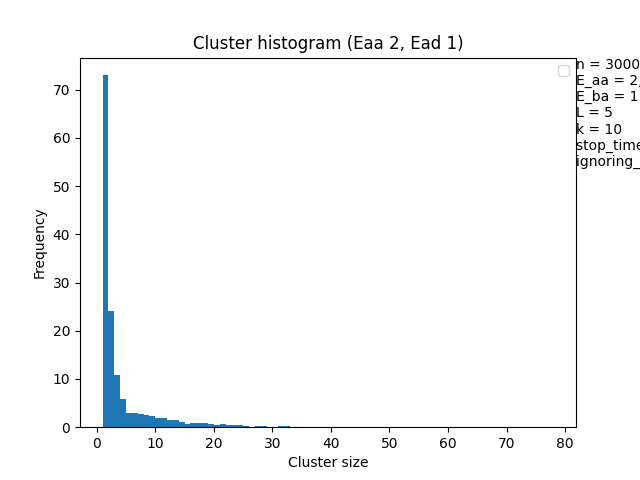 Cluster histogram (Eaa 2, Ead 1)
n = 3000
E_aa = 2,
E_ba = 1
L = 5
k = 10
stop_time
ignoring_
Frequency
70
60
50
40
30
20
10
0
0 10 20 30 40 50 60 70 80
Cluster size